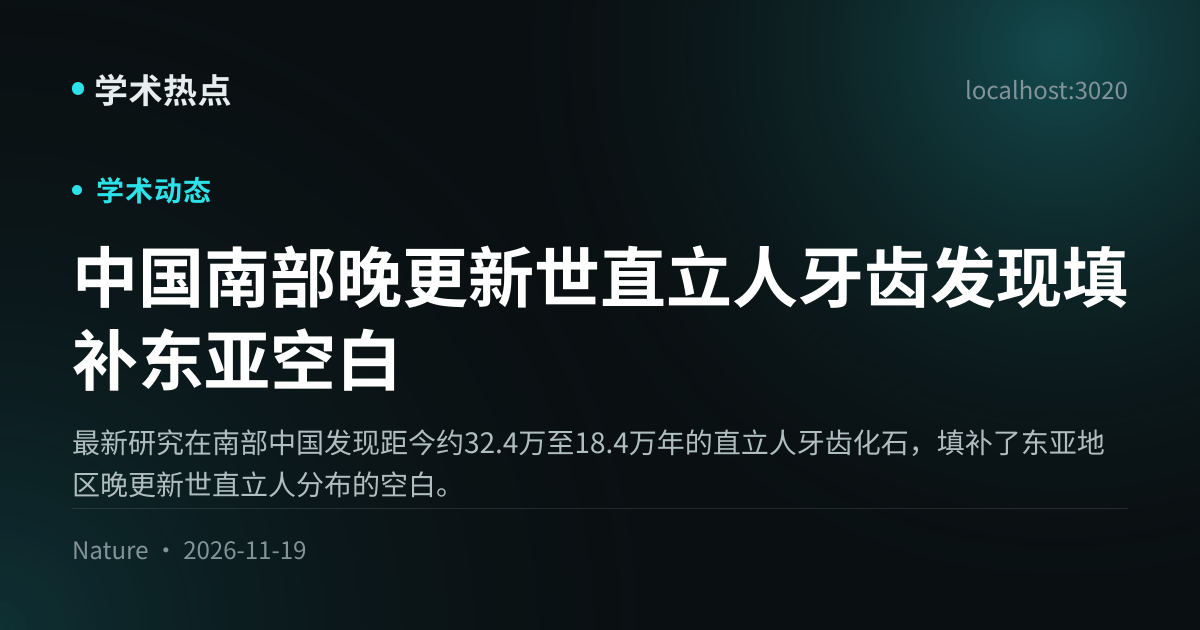 学术热点
localhost:3020
学术动态
中国南部晚更新世直立人牙齿发现填
补东亚空白
最新研究在南部中国发现距今约32.4万至18.4万年的直立人牙齿化石，填补了东亚地
区晚更新世直立人分布的空白。
Nature · 2026-11-19